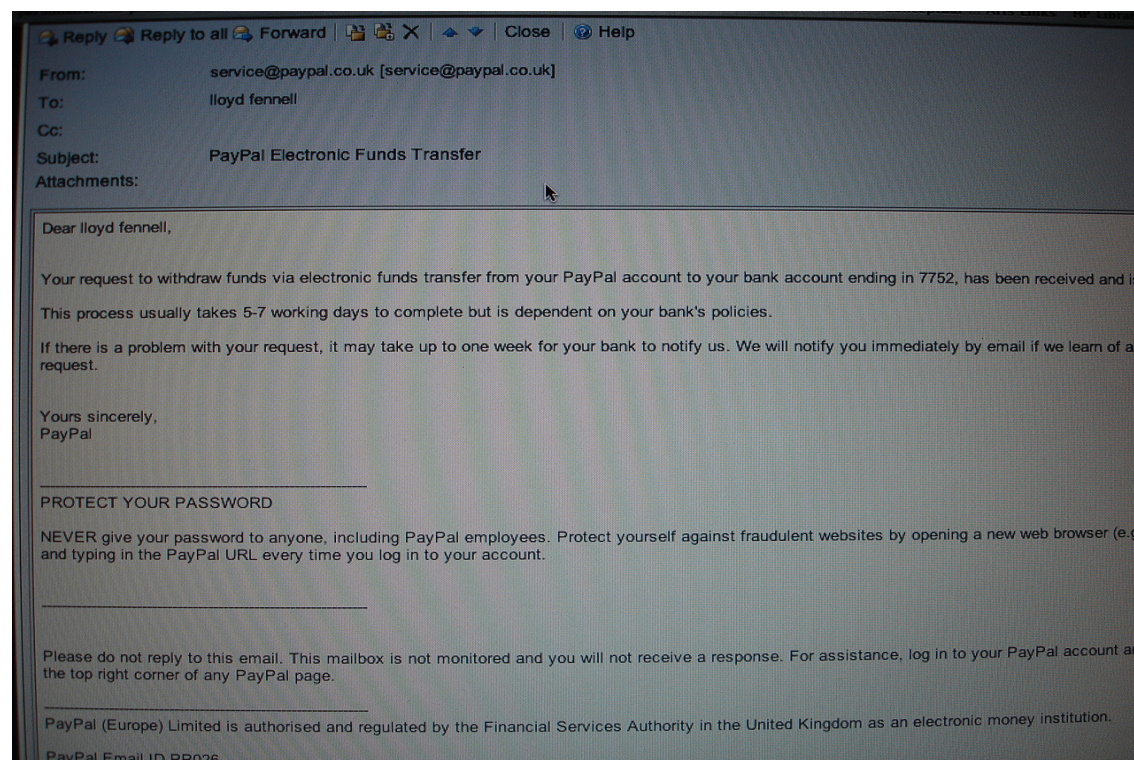 Reply Reply to all Forward Close Help
From: service@paypal.co.uk [service@paypal.co.uk]
To: lloyd fennell
Cc:
Subject: PayPal Electronic Funds Transfer
Attachments:
Dear lloyd fennell,
Your request to withdraw funds via electronic funds transfer from your PayPal account to your bank account ending in 7752, has been received and
This process usually takes 5-7 working days to complete but is dependent on your bank's policies.
If there is a problem with your request, it may take up to one week for your bank to notify us. We will notify you immediately by email if we learn of a
request.
Yours sincerely,
PayPal
PROTECT YOUR PASSWORD
NEVER give your password to anyone, including PayPal employees. Protect yourself against fraudulent websites by opening a new web browser (e.g
and typing in the PayPal URL every time you log in to your account.
Please do not reply to this email. This mailbox is not monitored and you will not receive a response. For assistance, log in to your PayPal account
the top right corner of any PayPal page.
PayPal (Europe) Limited is authorised and regulated by the Financial Services Authority in the United Kingdom as an electronic money institution.
PayPal Email ID PP026